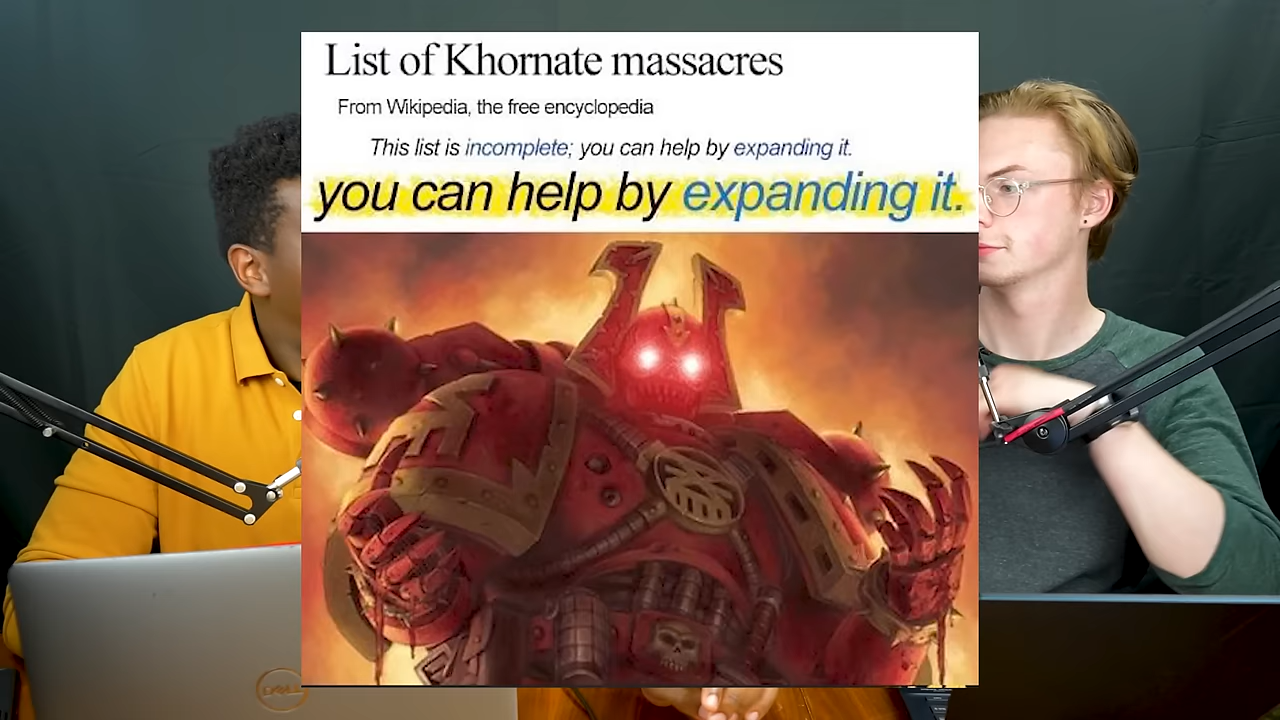 List of Khornate massacres
From Wikipedia, the free encyclopedia
This list is incomplete; you can help by expanding it.
you can help by expanding it.
DELL